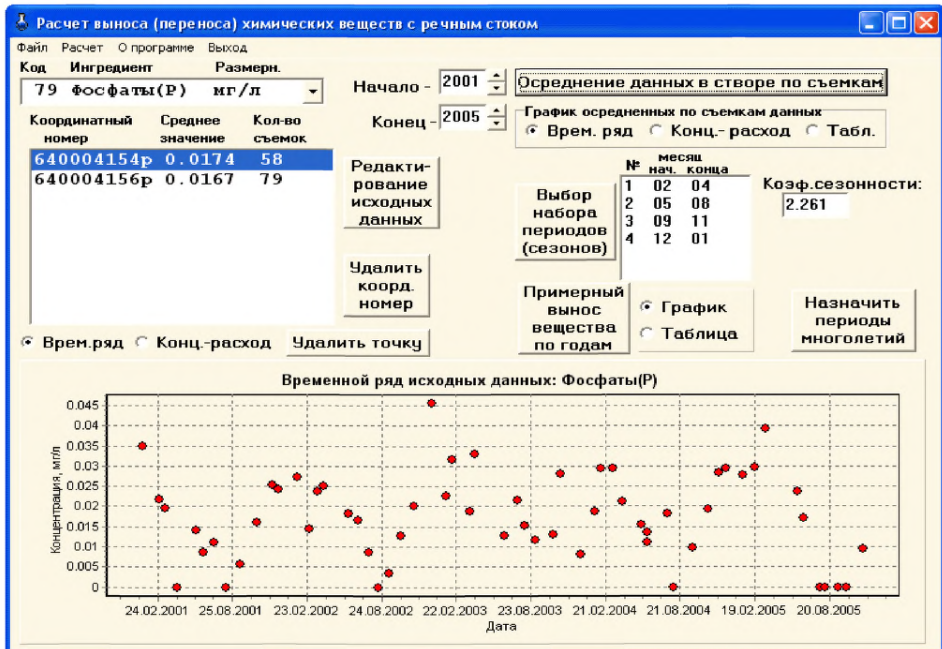 Расчет выноса (переноса) химических веществ с речным стоком
Файл Расчет О программе Выход
Код Ингредиент Размерн.
79 Фосфаты(P) мг/л
Начало - 2001
Конец - 2005
Осреднение данных в створе по съемкам
График осредненных по съемкам данных
Врем. ряд Конц.- расход Табл.
Координатный номер Среднее значение Кол-во съемок
640004154р 0.0174 58
640004156р 0.0167 79
Редакти-
рование
исходных
данных
Удалить
коорд.
номер
Выбор
набора
периодов
(сезонов)
№ месяц
нач. конца
1 02 04
2 05 08
3 09 11
4 12 01
Коэф.сезонности:
2.261
Примерный
вынос
вещества
по годам
График
Таблица
Назначить
периоды
многолетий
Врем.ряд Конц.-расход Удалить точку
Временной ряд исходных данных: Фосфаты(P)
Концентрация, мг/л
0.045
0.04
0.035
0.03
0.025
0.02
0.015
0.01
0.005
0
24.02.2001 25.08.2001 23.02.2002 24.08.2002 22.02.2003 23.08.2003 21.02.2004 21.08.2004 19.02.2005 20.08.2005
Дата